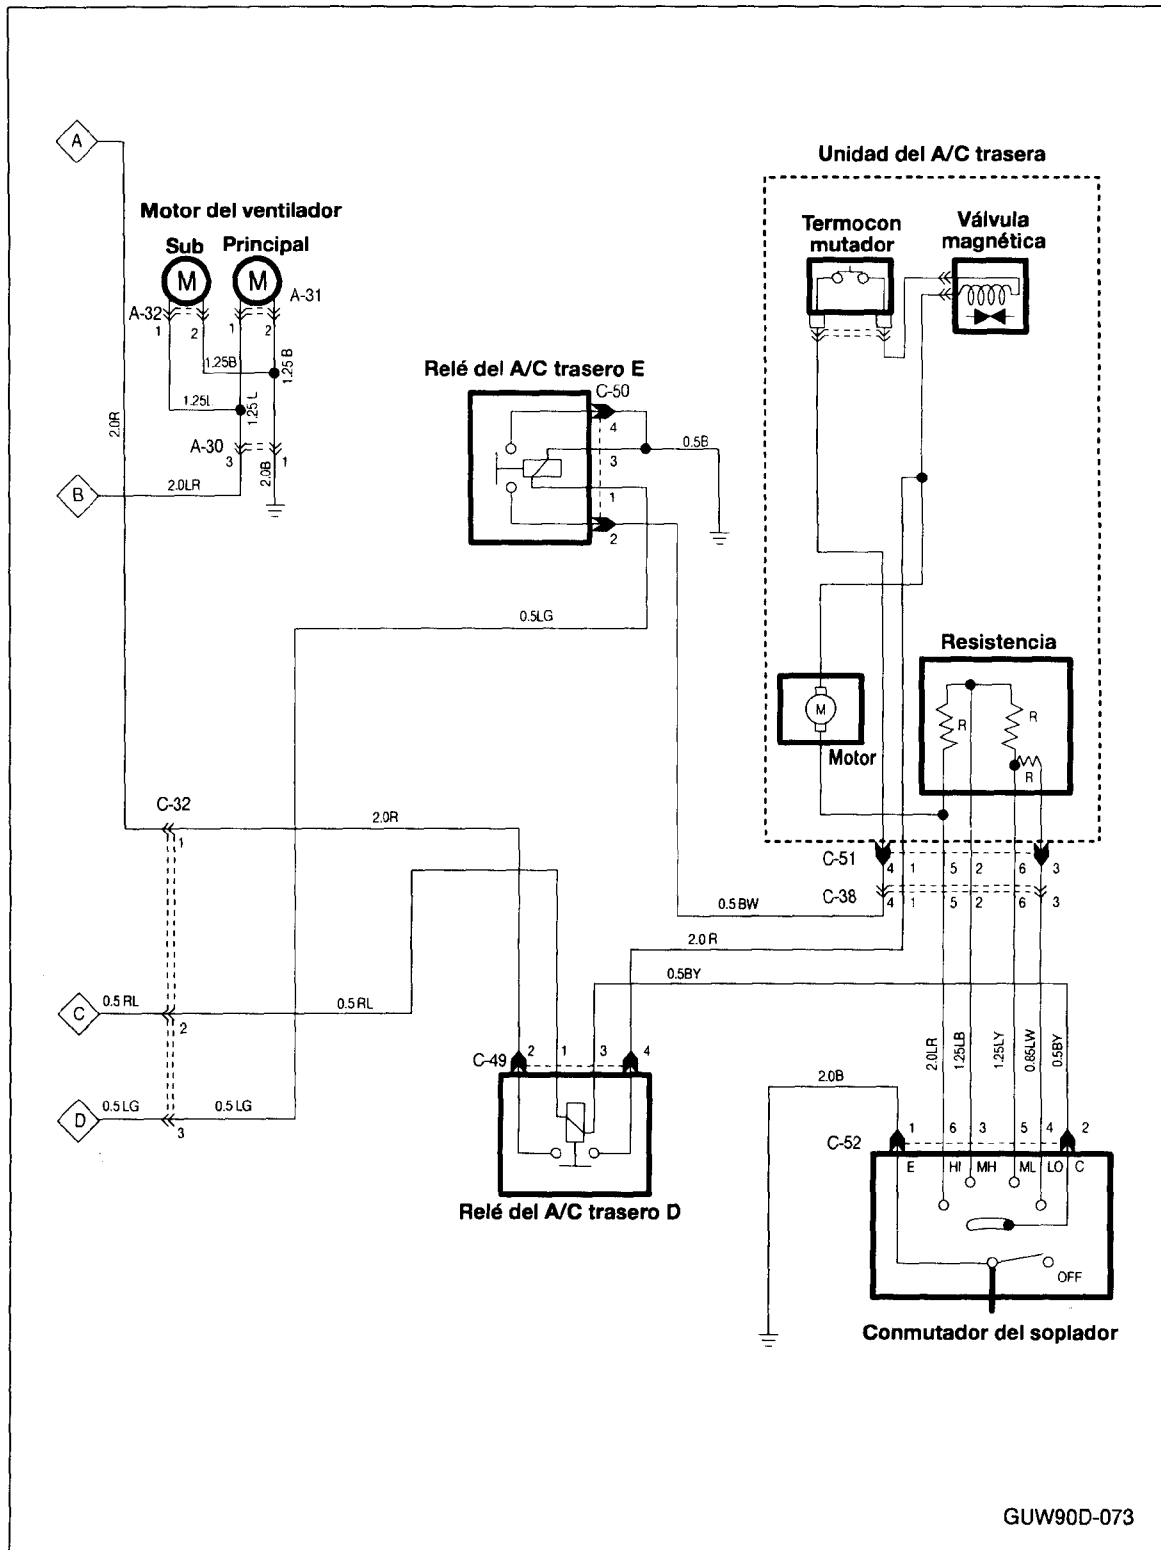 A
Unidad del A/C trasera
Motor del ventilador
Sub Principal
M M
A-31
A-32
1 2 1 2
1.25B
1.25 B
1.25L
1.25 L
2.0R
A-30
3 1
2.0B
B
2.0LR
Termocon
mutador
Válvula
magnética
Relé del A/C trasero E
C-50
4
0.5B
3
1
2
0.5LG
Resistencia
R
R
R
M
Motor
C-32
1
2.0R
C-51
4 1 5 2 6 3
C-38
4 1 5 2 6 3
0.5BW
2.0 R
0.5BY
C
0.5 RL
2
0.5 RL
C-49
2 1 3 4
2.0LR
1.25LB
1.25LY
0.85LW
0.5BY
2.0B
D
0.5 LG
3
0.5 LG
C-52
1 6 3 5 4 2
E HI MH ML LO C
OFF
Relé del A/C trasero D
Conmutador del soplador
GUW90D-073